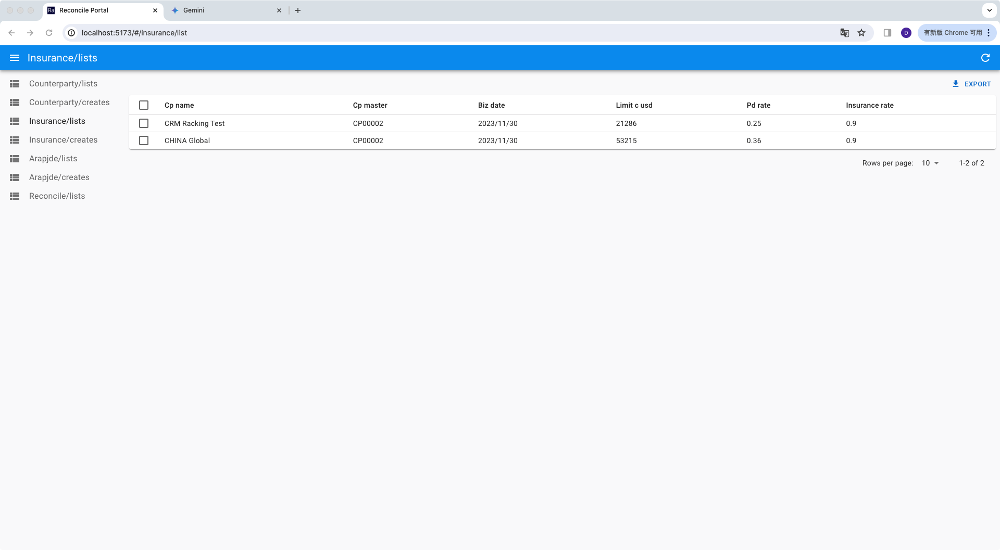 Ra Reconcile Portal
Gemini
localhost:5173/#/insurance/list
D
有新版 Chrome 可用
Insurance/lists
Counterparty/lists
Counterparty/creates
Insurance/lists
Insurance/creates
Arapjde/lists
Arapjde/creates
Reconcile/lists
EXPORT
Cp name Cp master Biz date Limit c usd Pd rate Insurance rate
CRM Racking Test CP00002 2023/11/30 21286 0.25 0.9
CHINA Global CP00002 2023/11/30 53215 0.36 0.9
Rows per page: 10 1-2 of 2